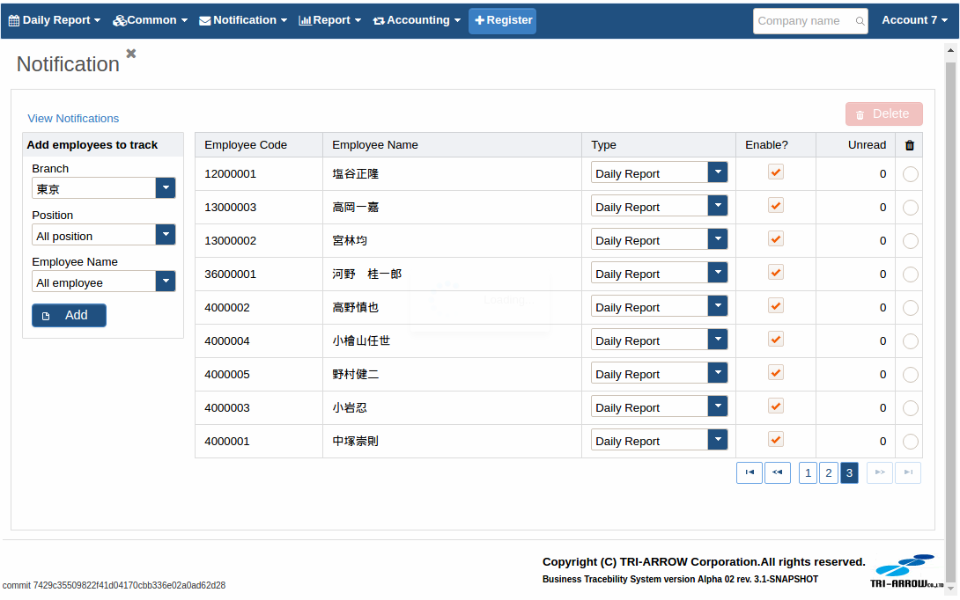 Daily Report Common Notification Report Accounting Register Company name Account 7
Notification
View Notifications
Delete
Add employees to track
Branch
東京
Position
All position
Employee Name
All employee
Add
Employee Code Employee Name Type Enable? Unread
12000001 塩谷正隆 Daily Report 0
13000003 高岡一嘉 Daily Report 0
13000002 宮林均 Daily Report 0
36000001 河野 桂一郎 Daily Report 0
4000002 高野慎也 Daily Report 0
4000004 小檜山任世 Daily Report 0
4000005 野村健二 Daily Report 0
4000003 小岩忍 Daily Report 0
4000001 中塚崇則 Daily Report 0
1 2 3
Copyright (C) TRI-ARROW Corporation.All rights reserved.
Business Tracebility System version Alpha 02 rev. 3.1-SNAPSHOT
TRI-ARROW Co.,LTD
commit 7429c35509822f41d04170cbb336e02a0ad62d28